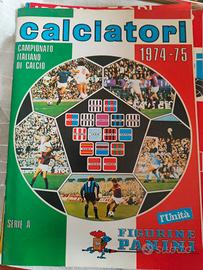 calciatori
CAMPIONATO
ITALIANO
DI CALCIO
1974-75
SERIE A
l'Unità
FIGURINE
PANINI